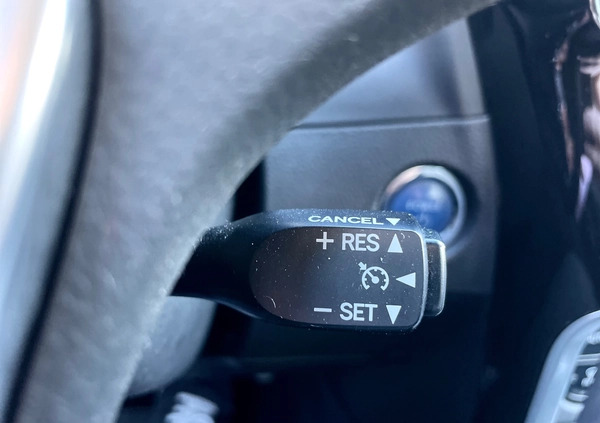 CANCEL▼
+ RES ▲
◀
− SET ▼